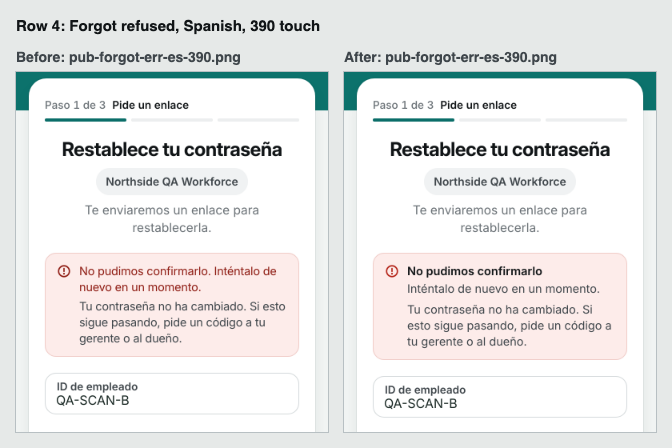 Row 4: Forgot refused, Spanish, 390 touch
Before: pub-forgot-err-es-390.png
Paso 1 de 3 Pide un enlace
Restablece tu contraseña
Northside QA Workforce
Te enviaremos un enlace para
restablecerla.
No pudimos confirmarlo. Inténtalo de
nuevo en un momento.
Tu contraseña no ha cambiado. Si esto
sigue pasando, pide un código a tu
gerente o al dueño.
ID de empleado
QA-SCAN-B
After: pub-forgot-err-es-390.png
Paso 1 de 3 Pide un enlace
Restablece tu contraseña
Northside QA Workforce
Te enviaremos un enlace para
restablecerla.
No pudimos confirmarlo
Inténtalo de nuevo en un momento.
Tu contraseña no ha cambiado. Si
esto sigue pasando, pide un código a
tu gerente o al dueño.
ID de empleado
QA-SCAN-B